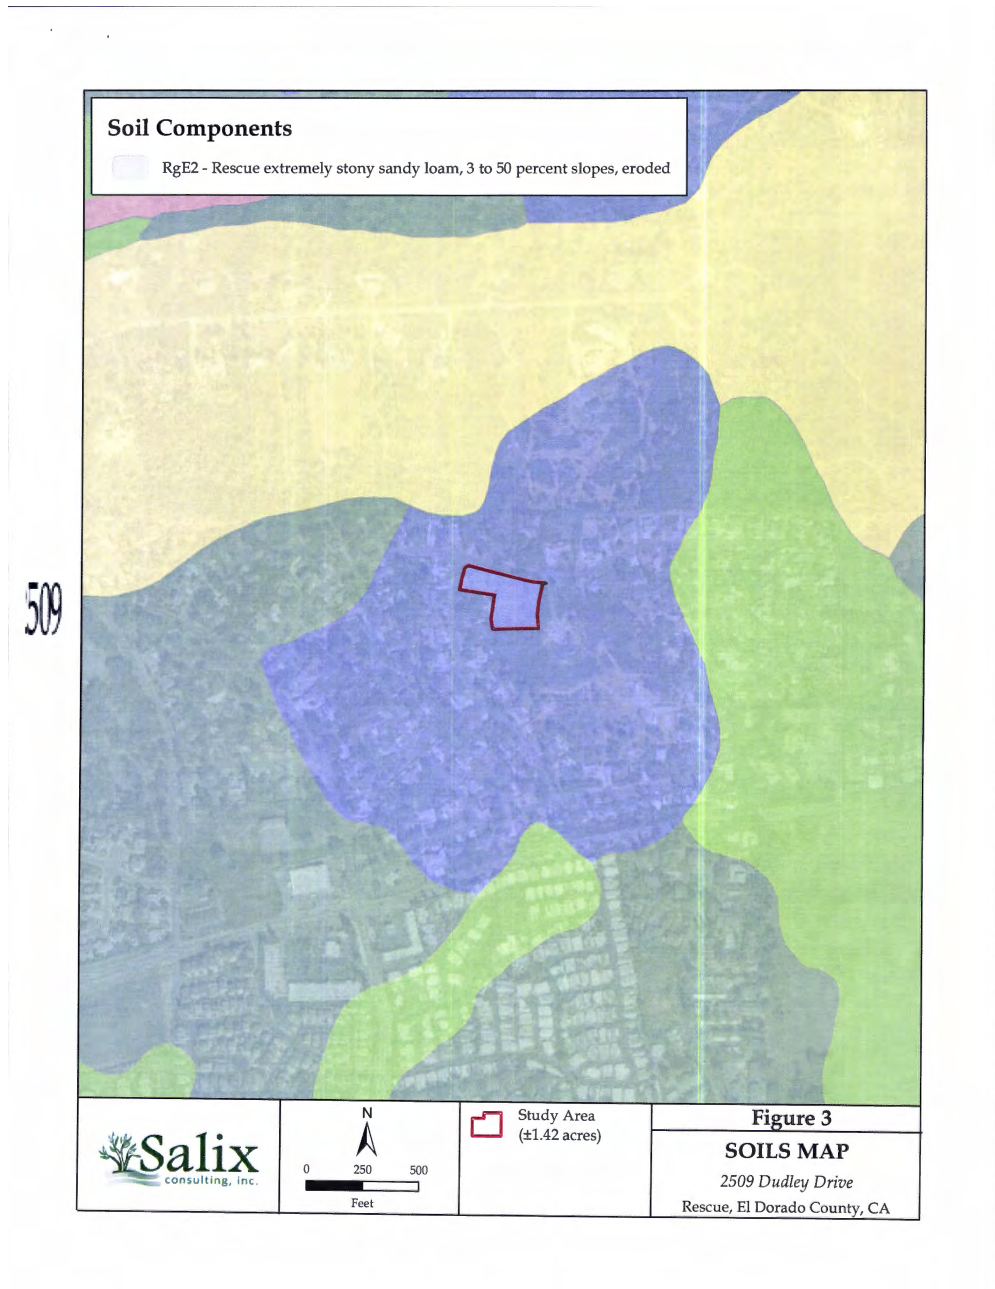 Soil Components
RgE2 - Rescue extremely stony sandy loam, 3 to 50 percent slopes, eroded
509
Salix
consulting, inc.
N
0 250 500
Feet
Study Area
(±1.42 acres)
Figure 3
SOILS MAP
2509 Dudley Drive
Rescue, El Dorado County, CA